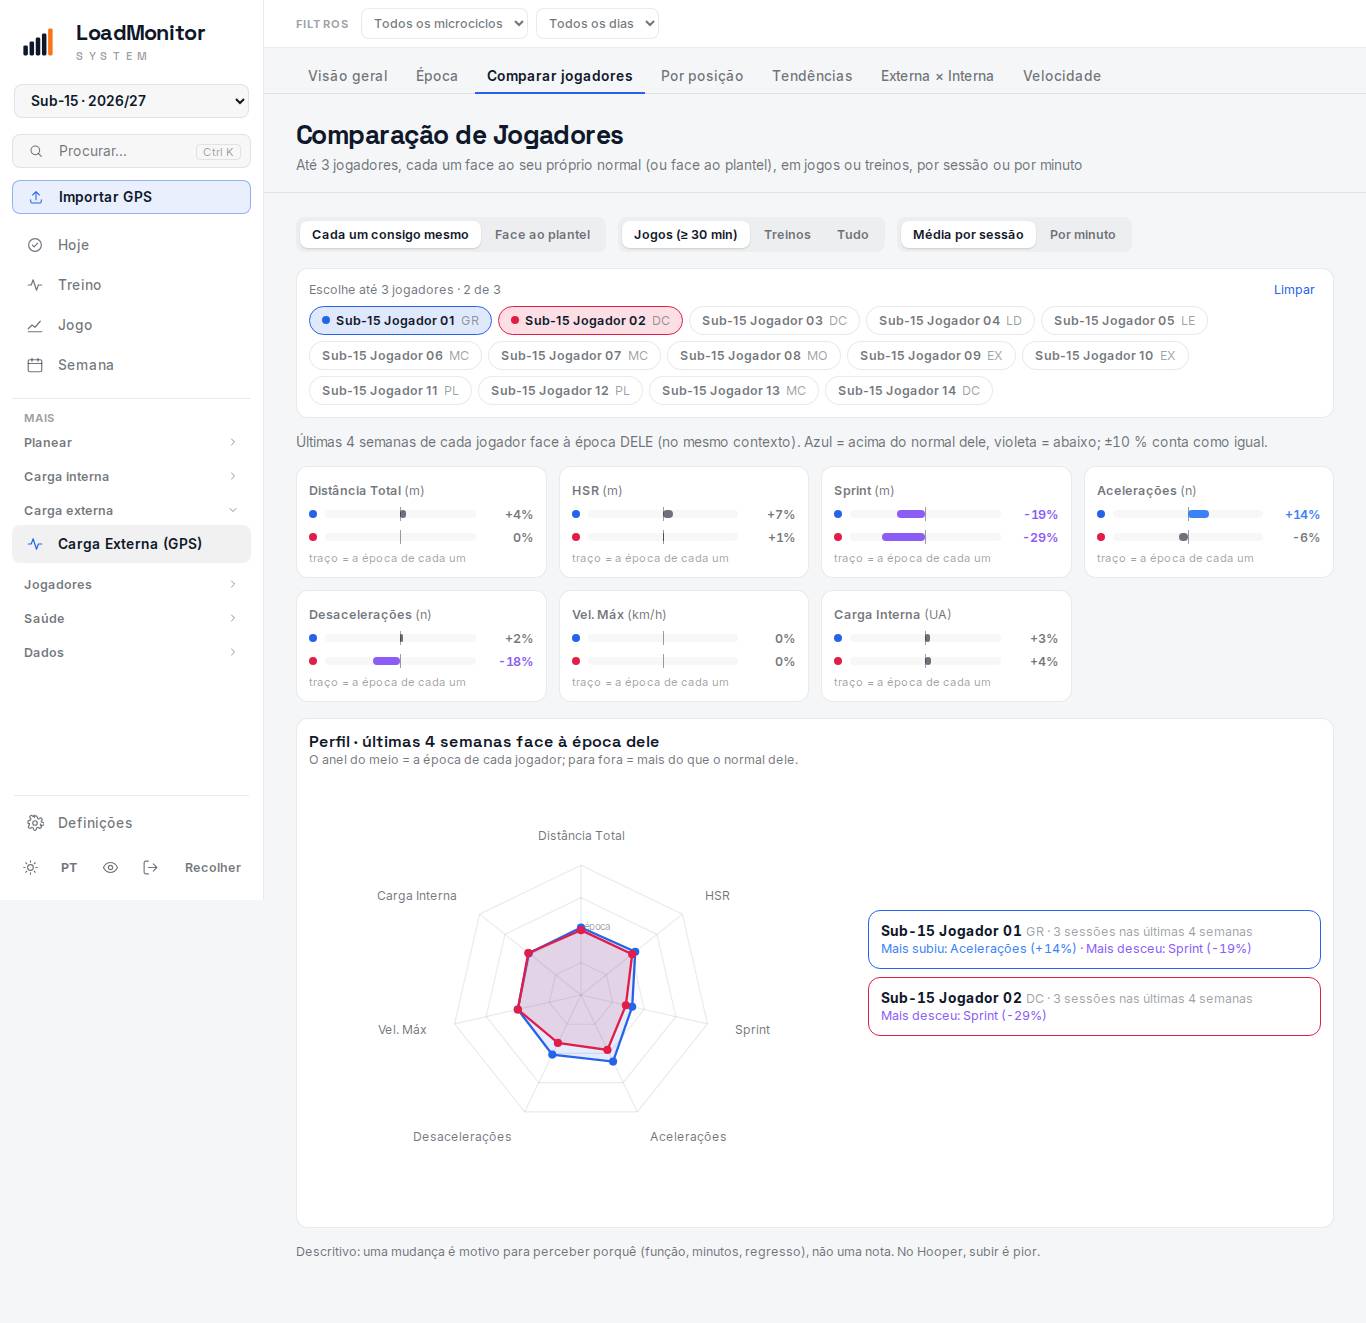 LoadMonitor
SYSTEM
Sub-15 · 2026/27
Procurar... Ctrl K
Importar GPS
Hoje
Treino
Jogo
Semana
MAIS
Planear
Carga interna
Carga externa
Carga Externa (GPS)
Jogadores
Saúde
Dados
Definições
PT Recolher
FILTROS Todos os microciclos Todos os dias
Visão geral Época Comparar jogadores Por posição Tendências Externa × Interna Velocidade
Comparação de Jogadores
Até 3 jogadores, cada um face ao seu próprio normal (ou face ao plantel), em jogos ou treinos, por sessão ou por minuto
Cada um consigo mesmo Face ao plantel Jogos (≥ 30 min) Treinos Tudo Média por sessão Por minuto
Escolhe até 3 jogadores · 2 de 3 Limpar
Sub-15 Jogador 01 GR Sub-15 Jogador 02 DC Sub-15 Jogador 03 DC Sub-15 Jogador 04 LD Sub-15 Jogador 05 LE
Sub-15 Jogador 06 MC Sub-15 Jogador 07 MC Sub-15 Jogador 08 MO Sub-15 Jogador 09 EX Sub-15 Jogador 10 EX
Sub-15 Jogador 11 PL Sub-15 Jogador 12 PL Sub-15 Jogador 13 MC Sub-15 Jogador 14 DC
Últimas 4 semanas de cada jogador face à época DELE (no mesmo contexto). Azul = acima do normal dele, violeta = abaixo; ±10 % conta como igual.
Distância Total (m)
+4%
0%
traço = a época de cada um
HSR (m)
+7%
+1%
traço = a época de cada um
Sprint (m)
-19%
-29%
traço = a época de cada um
Acelerações (n)
+14%
-6%
traço = a época de cada um
Desacelerações (n)
+2%
-18%
traço = a época de cada um
Vel. Máx (km/h)
0%
0%
traço = a época de cada um
Carga Interna (UA)
+3%
+4%
traço = a época de cada um
Perfil · últimas 4 semanas face à época dele
O anel do meio = a época de cada jogador; para fora = mais do que o normal dele.
Distância Total
Carga Interna HSR
época
Vel. Máx Sprint
Desacelerações Acelerações
Sub-15 Jogador 01 GR · 3 sessões nas últimas 4 semanas
Mais subiu: Acelerações (+14%) · Mais desceu: Sprint (-19%)
Sub-15 Jogador 02 DC · 3 sessões nas últimas 4 semanas
Mais desceu: Sprint (-29%)
Descritivo: uma mudança é motivo para perceber porquê (função, minutos, regresso), não uma nota. No Hooper, subir é pior.